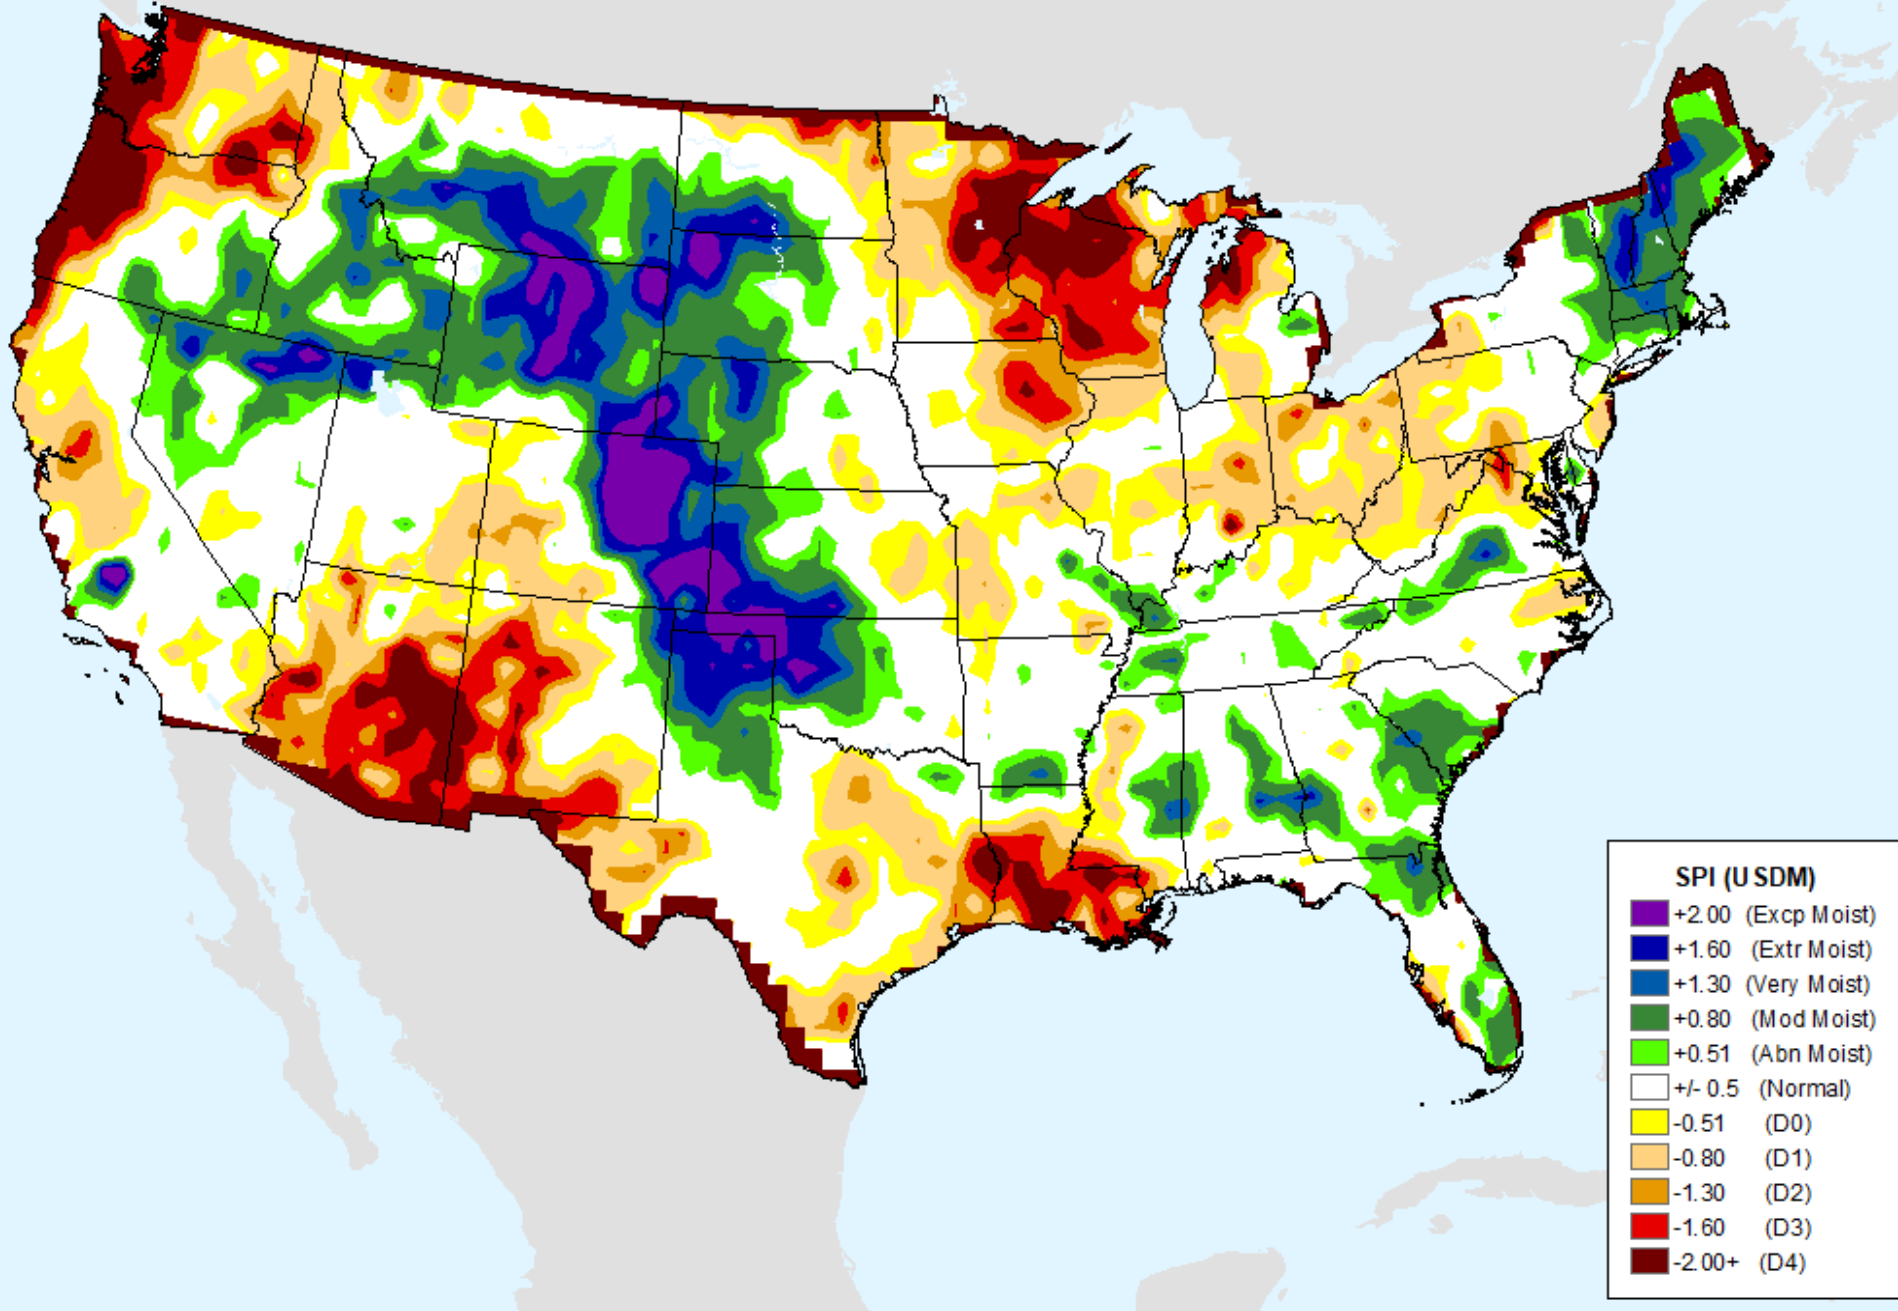 SPI (USDM)
+2.00 (Excp Moist)
+1.60 (Extr Moist)
+1.30 (Very Moist)
+0.80 (Mod Moist)
+0.51 (Abn Moist)
+/- 0.5 (Normal)
-0.51 (D0)
-0.80 (D1)
-1.30 (D2)
-1.60 (D3)
-2.00+ (D4)